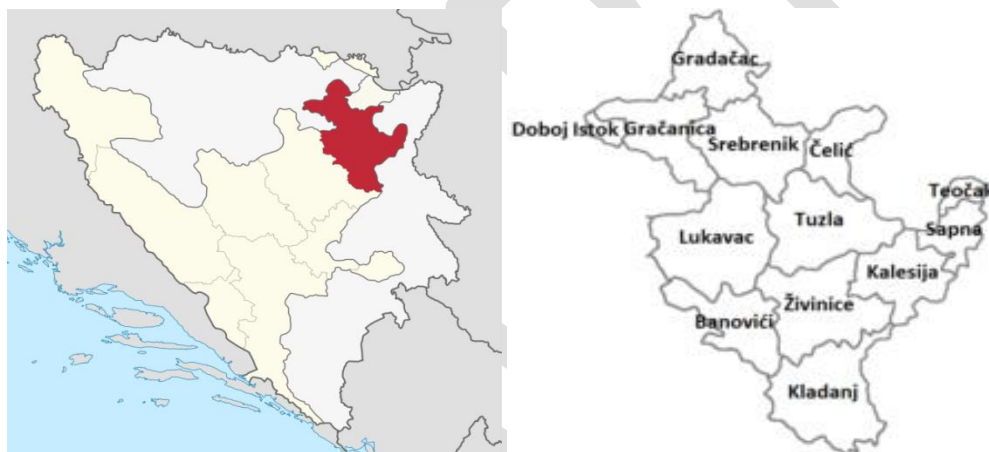 Gradačac
Doboj Istok
Gračanica
Srebrenik
Čelić
Teočak
Sapna
Tuzla
Lukavac
Kalesija
Živinice
Banovići
Kladanj